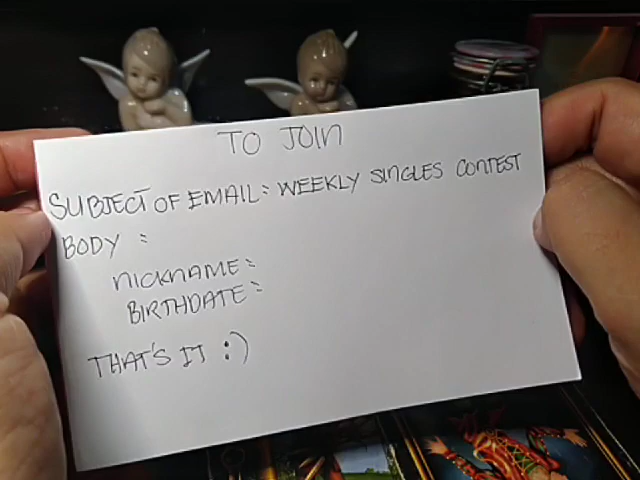 TO JOIN
SUBJECT OF EMAIL = WEEKLY SINGLES CONTEST
BODY :
NICKNAME =
BIRTHDATE =
THAT'S IT :)